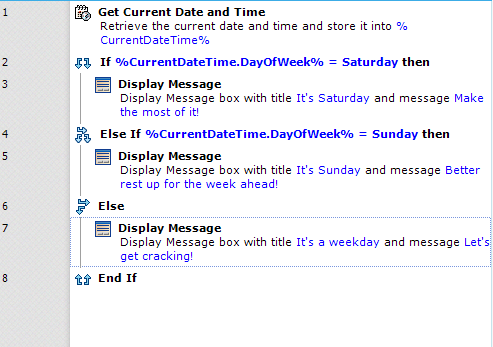 1 Get Current Date and Time
Retrieve the current date and time and store it into %
CurrentDateTime%
2 If %CurrentDateTime.DayOfWeek% = Saturday then
3 Display Message
Display Message box with title It's Saturday and message Make
the most of it!
4 Else If %CurrentDateTime.DayOfWeek% = Sunday then
5 Display Message
Display Message box with title It's Sunday and message Better
rest up for the week ahead!
6 Else
7 Display Message
Display Message box with title It's a weekday and message Let's
get cracking!
8 End If